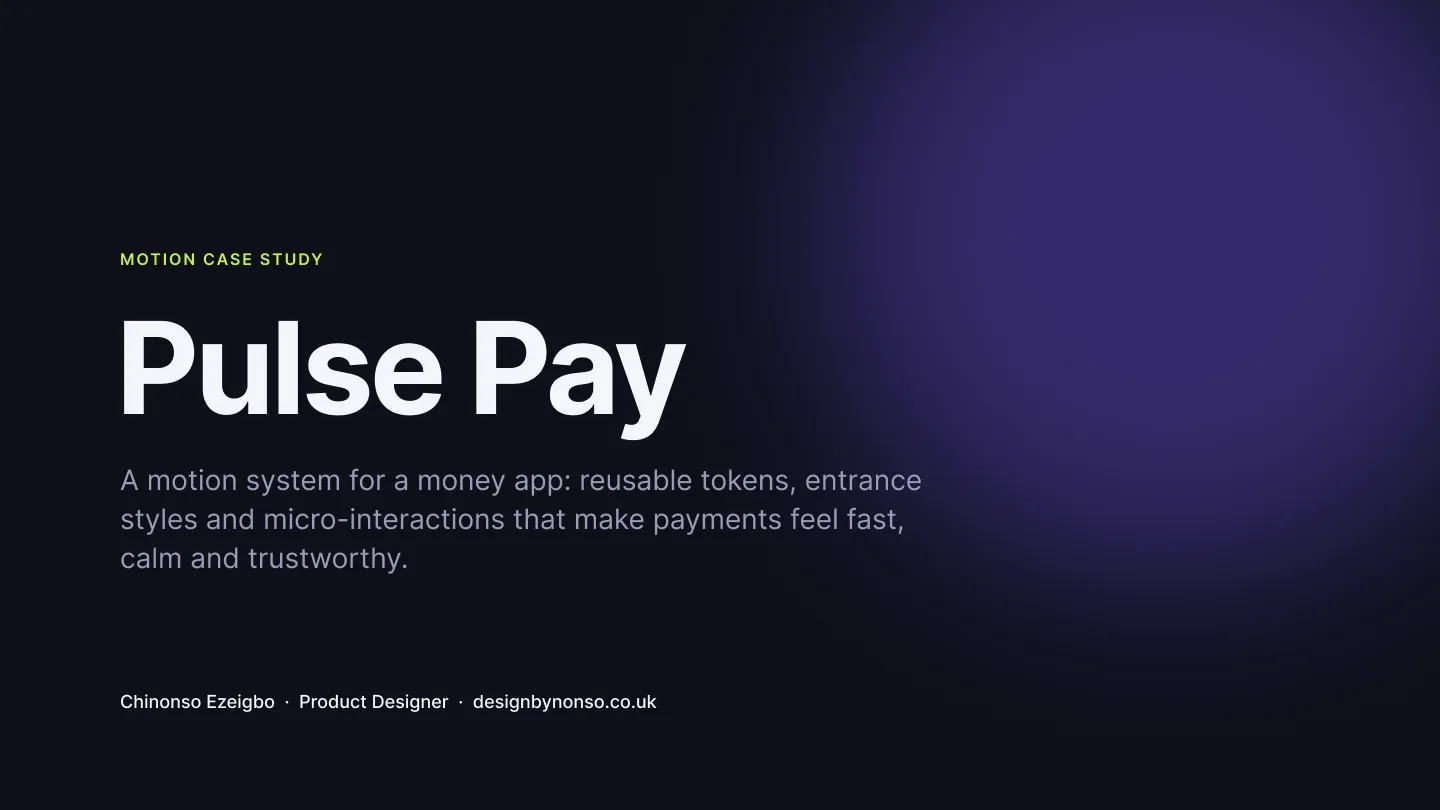 MOTION CASE STUDY
Pulse Pay
A motion system for a money app: reusable tokens, entrance
styles and micro-interactions that make payments feel fast,
calm and trustworthy.
Chinonso Ezeigbo · Product Designer · designbynonso.co.uk